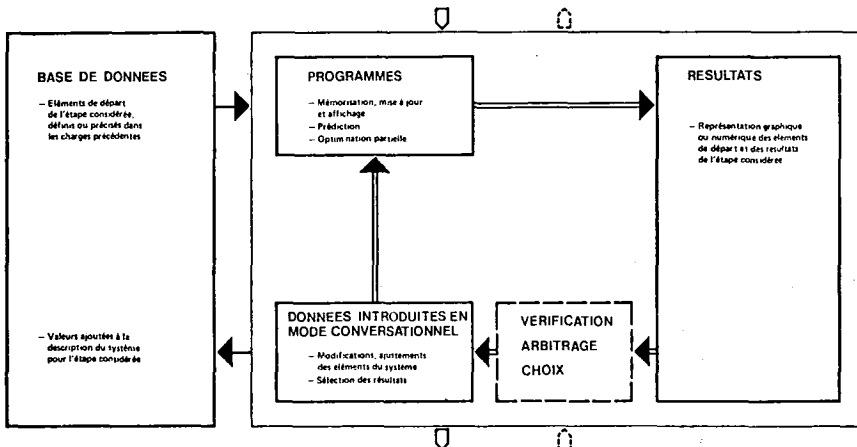 BASE DE DONNEES
– Eléments de départ
de l'étape considérée,
définis ou précisés dans
les charges précédentes
– Valeurs ajoutées à la
description du système
pour l'étape considérée
PROGRAMMES
– Mémorisation, mise à jour
et affichage
– Prédiction
– Optimination partielle
DONNEES INTRODUITES EN
MODE CONVERSATIONNEL
– Modifications, ajustements
des éléments du système
– Sélection des résultats
VERIFICATION
ARBITRAGE
CHOIX
RESULTATS
– Représentation graphique
ou numérique des éléments
de départ et des resultats
de l'étape considérée